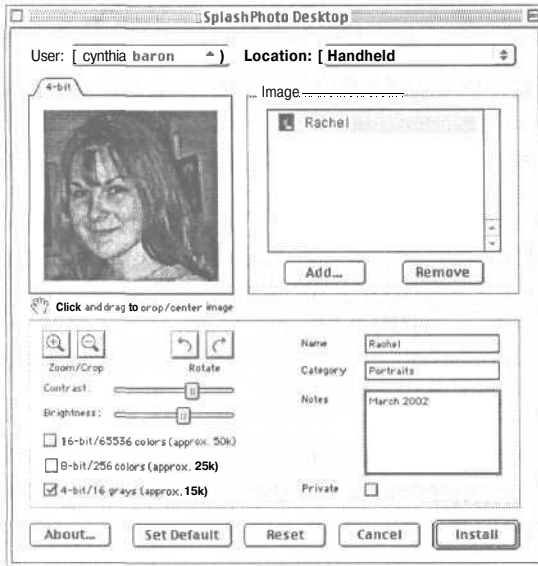 SplashPhoto Desktop
User: [ cynthia baron ) Location: [ Handheld
4-bit
Image
Rachel
Add... Remove
Click and drag to crop/center image
Zoom/Crop Rotate
Contrast:
Brightness:
16-bit/65536 colors (approx. 50k)
8-bit/256 colors (approx. 25k)
4-bit/16 grays (approx. 15k)
Name Rachel
Category Portraits
Notes March 2002
Private
About... Set Default Reset Cancel Install